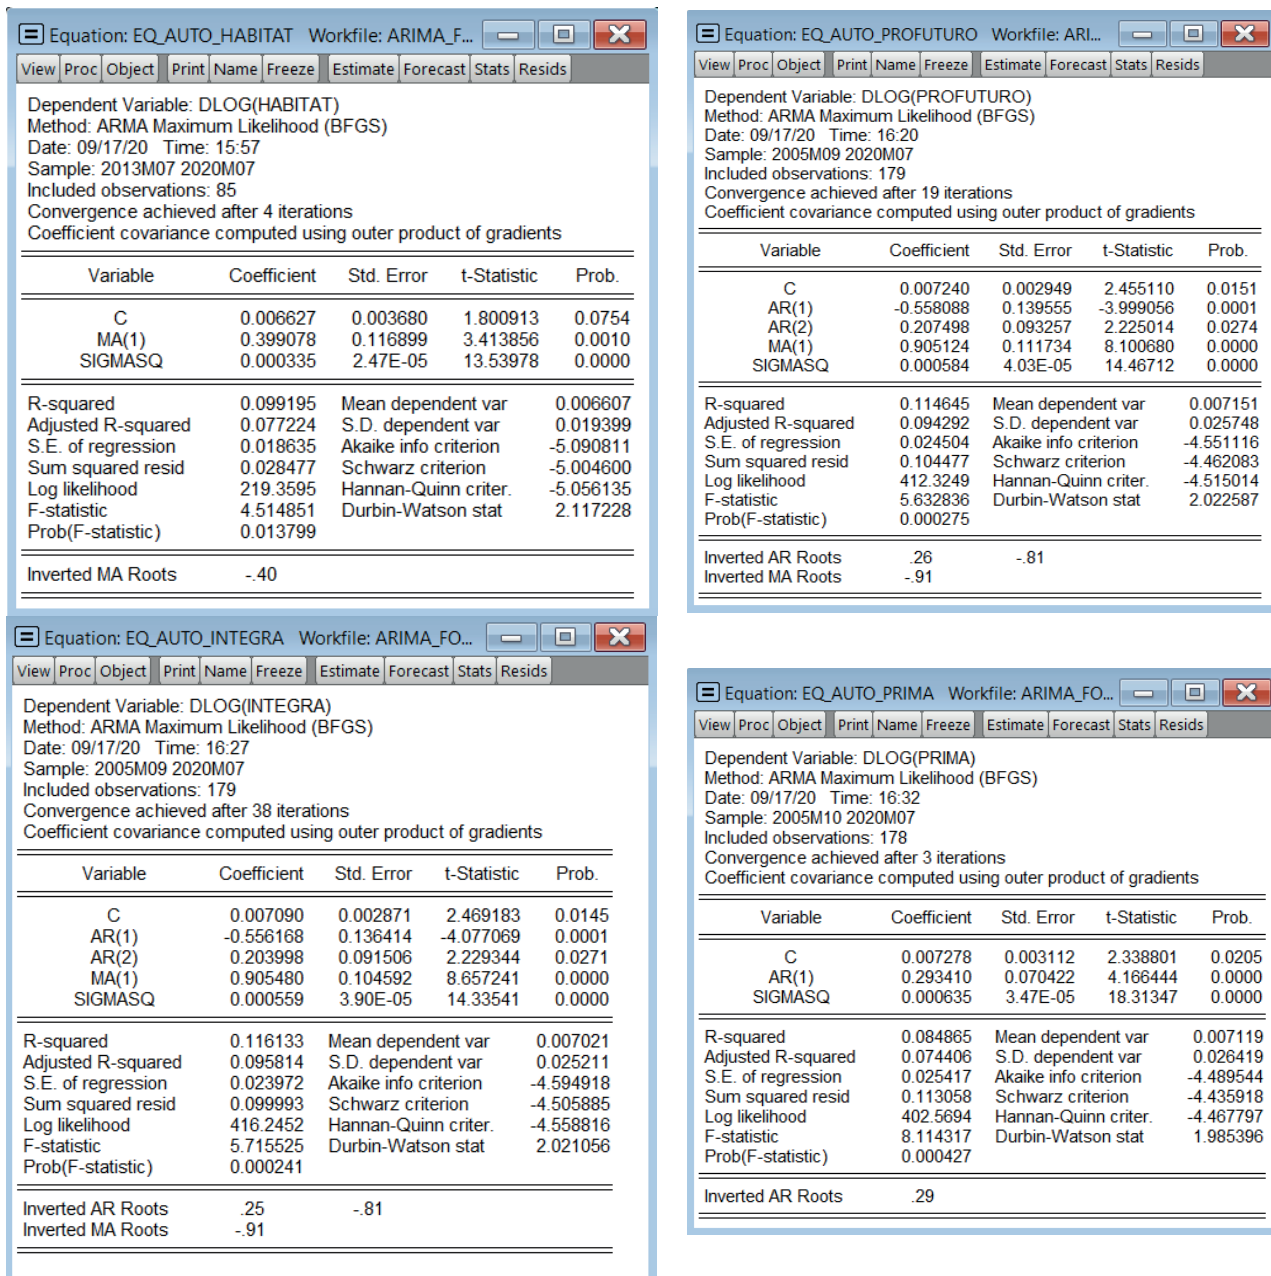 Equation: EQ_AUTO_HABITAT Workfile: ARIMA_F...
View Proc Object Print Name Freeze Estimate Forecast Stats Resids
Dependent Variable: DLOG(HABITAT)
Method: ARMA Maximum Likelihood (BFGS)
Date: 09/17/20 Time: 15:57
Sample: 2013M07 2020M07
Included observations: 85
Convergence achieved after 4 iterations
Coefficient covariance computed using outer product of gradients
Variable Coefficient Std. Error t-Statistic Prob.
C 0.006627 0.003680 1.800913 0.0754
MA(1) 0.399078 0.116899 3.413856 0.0010
SIGMASQ 0.000335 2.47E-05 13.53978 0.0000
R-squared 0.099195 Mean dependent var 0.006607
Adjusted R-squared 0.077224 S.D. dependent var 0.019399
S.E. of regression 0.018635 Akaike info criterion -5.090811
Sum squared resid 0.028477 Schwarz criterion -5.004600
Log likelihood 219.3595 Hannan-Quinn criter. -5.056135
F-statistic 4.514851 Durbin-Watson stat 2.117228
Prob(F-statistic) 0.013799
Inverted MA Roots -.40
Equation: EQ_AUTO_PROFUTURO Workfile: ARI...
View Proc Object Print Name Freeze Estimate Forecast Stats Resids
Dependent Variable: DLOG(PROFUTURO)
Method: ARMA Maximum Likelihood (BFGS)
Date: 09/17/20 Time: 16:20
Sample: 2005M09 2020M07
Included observations: 179
Convergence achieved after 19 iterations
Coefficient covariance computed using outer product of gradients
Variable Coefficient Std. Error t-Statistic Prob.
C 0.007240 0.002949 2.455110 0.0151
AR(1) -0.558088 0.139555 -3.999056 0.0001
AR(2) 0.207498 0.093257 2.225014 0.0274
MA(1) 0.905124 0.111734 8.100680 0.0000
SIGMASQ 0.000584 4.03E-05 14.46712 0.0000
R-squared 0.114645 Mean dependent var 0.007151
Adjusted R-squared 0.094292 S.D. dependent var 0.025748
S.E. of regression 0.024504 Akaike info criterion -4.551116
Sum squared resid 0.104477 Schwarz criterion -4.462083
Log likelihood 412.3249 Hannan-Quinn criter. -4.515014
F-statistic 5.632836 Durbin-Watson stat 2.022587
Prob(F-statistic) 0.000275
Inverted AR Roots .26 -.81
Inverted MA Roots -.91
Equation: EQ_AUTO_INTEGRA Workfile: ARIMA_FO...
View Proc Object Print Name Freeze Estimate Forecast Stats Resids
Dependent Variable: DLOG(INTEGRA)
Method: ARMA Maximum Likelihood (BFGS)
Date: 09/17/20 Time: 16:27
Sample: 2005M09 2020M07
Included observations: 179
Convergence achieved after 38 iterations
Coefficient covariance computed using outer product of gradients
Variable Coefficient Std. Error t-Statistic Prob.
C 0.007090 0.002871 2.469183 0.0145
AR(1) -0.556168 0.136414 -4.077069 0.0001
AR(2) 0.203998 0.091506 2.229344 0.0271
MA(1) 0.905480 0.104592 8.657241 0.0000
SIGMASQ 0.000559 3.90E-05 14.33541 0.0000
R-squared 0.116133 Mean dependent var 0.007021
Adjusted R-squared 0.095814 S.D. dependent var 0.025211
S.E. of regression 0.023972 Akaike info criterion -4.594918
Sum squared resid 0.099993 Schwarz criterion -4.505885
Log likelihood 416.2452 Hannan-Quinn criter. -4.558816
F-statistic 5.715525 Durbin-Watson stat 2.021056
Prob(F-statistic) 0.000241
Inverted AR Roots .25 -.81
Inverted MA Roots -.91
Equation: EQ_AUTO_PRIMA Workfile: ARIMA_FO...
View Proc Object Print Name Freeze Estimate Forecast Stats Resids
Dependent Variable: DLOG(PRIMA)
Method: ARMA Maximum Likelihood (BFGS)
Date: 09/17/20 Time: 16:32
Sample: 2005M10 2020M07
Included observations: 178
Convergence achieved after 3 iterations
Coefficient covariance computed using outer product of gradients
Variable Coefficient Std. Error t-Statistic Prob.
C 0.007278 0.003112 2.338801 0.0205
AR(1) 0.293410 0.070422 4.166444 0.0000
SIGMASQ 0.000635 3.47E-05 18.31347 0.0000
R-squared 0.084865 Mean dependent var 0.007119
Adjusted R-squared 0.074406 S.D. dependent var 0.026419
S.E. of regression 0.025417 Akaike info criterion -4.489544
Sum squared resid 0.113058 Schwarz criterion -4.435918
Log likelihood 402.5694 Hannan-Quinn criter. -4.467797
F-statistic 8.114317 Durbin-Watson stat 1.985396
Prob(F-statistic) 0.000427
Inverted AR Roots .29